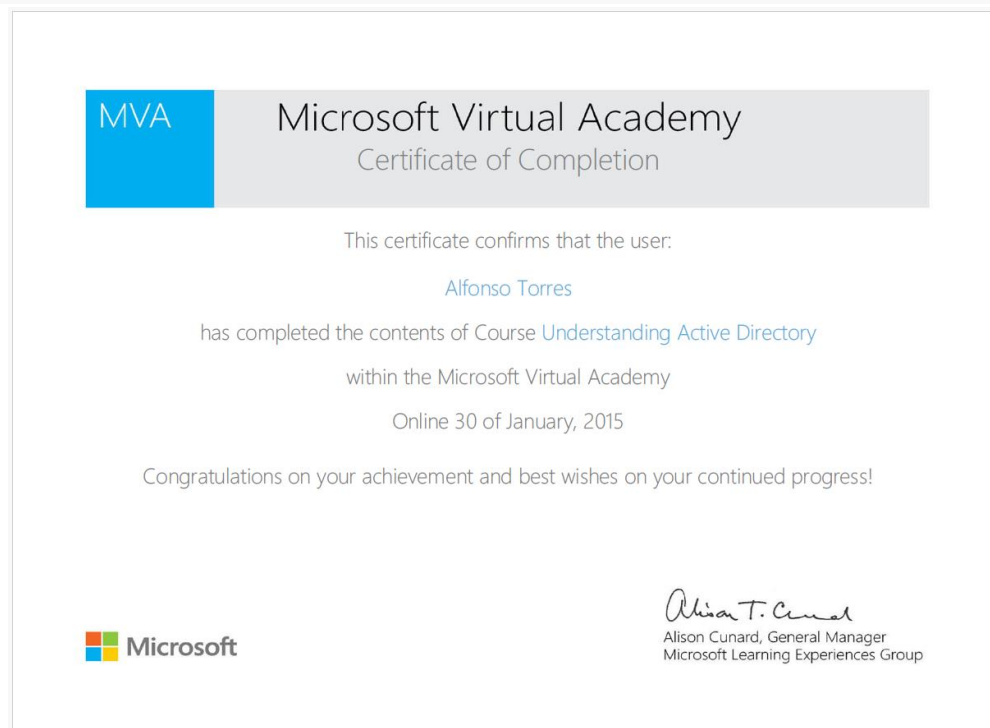 MVA
Microsoft Virtual Academy
Certificate of Completion
This certificate confirms that the user:
Alfonso Torres
has completed the contents of Course Understanding Active Directory
within the Microsoft Virtual Academy
Online 30 of January, 2015
Congratulations on your achievement and best wishes on your continued progress!
Alison T. Cunard
Alison Cunard, General Manager
Microsoft Learning Experiences Group
Microsoft